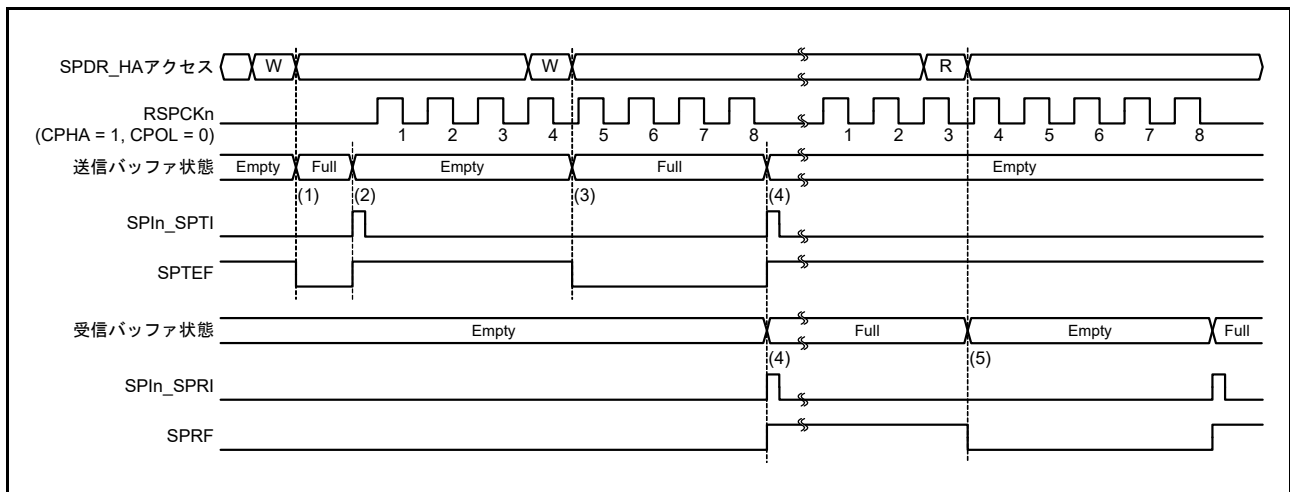 SPDR_HAアクセス W W R
RSPCKn
(CPHA = 1, CPOL = 0)
1 2 3 4 5 6 7 8 1 2 3 4 5 6 7 8
送信バッファ状態 Empty Full Empty Full Empty
(1) (2) (3) (4)
SPIn_SPTI
SPTEF
受信バッファ状態 Empty Full Empty Full
(4) (5)
SPIn_SPRI
SPRF